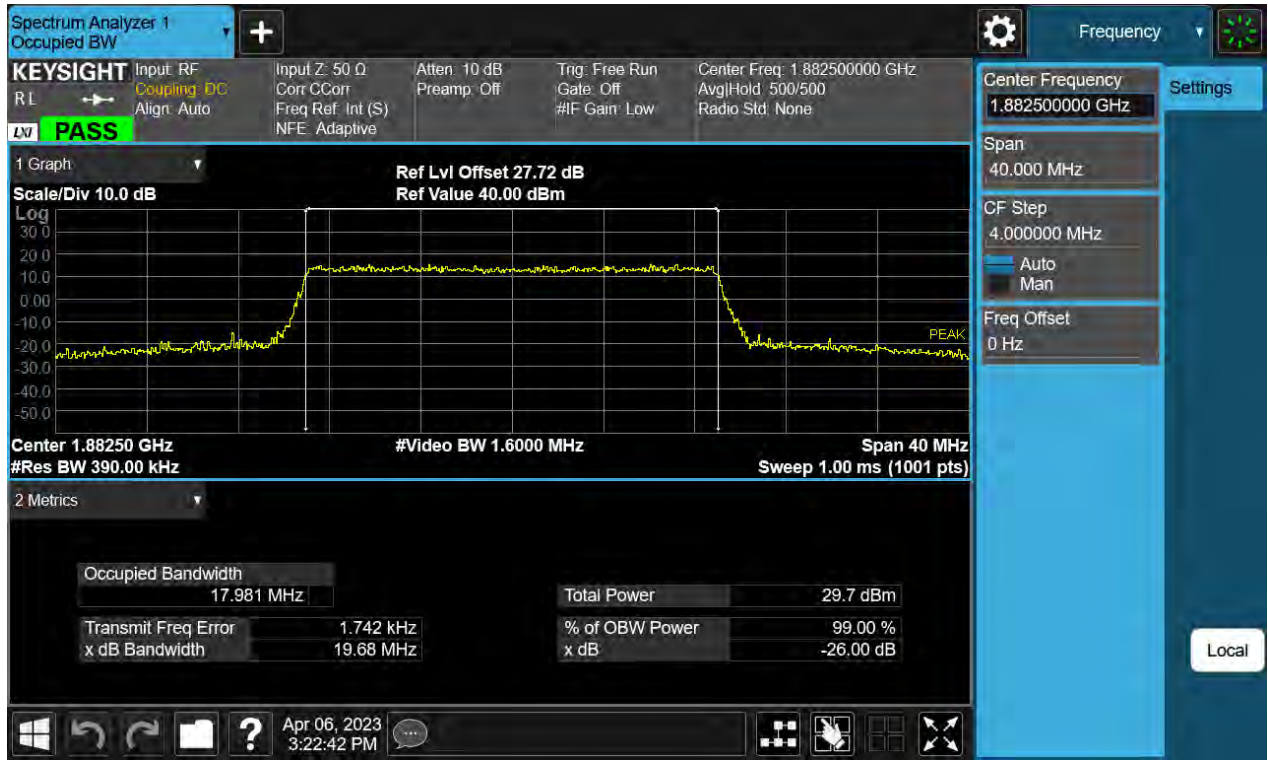 Spectrum Analyzer 1
Occupied BW
+
Frequency
KEYSIGHT
RL
LXI
PASS
Input: RF
Coupling: DC
Align: Auto
Input Z: 50 Ω
Corr CCorr
Freq Ref: Int (S)
NFE: Adaptive
Atten: 10 dB
Preamp: Off
Trig: Free Run
Gate: Off
#IF Gain: Low
Center Freq: 1.882500000 GHz
Avg|Hold: 500/500
Radio Std: None
1 Graph
Scale/Div 10.0 dB
Ref Lvl Offset 27.72 dB
Ref Value 40.00 dBm
Log
30.0
20.0
10.0
0.00
-10.0
-20.0
-30.0
-40.0
-50.0
PEAK
Center 1.88250 GHz
#Video BW 1.6000 MHz
Span 40 MHz
#Res BW 390.00 kHz
Sweep 1.00 ms (1001 pts)
2 Metrics
Occupied Bandwidth
17.981 MHz
Total Power 29.7 dBm
Transmit Freq Error 1.742 kHz
% of OBW Power 99.00 %
x dB Bandwidth 19.68 MHz
x dB -26.00 dB
Center Frequency
1.882500000 GHz
Settings
Span
40.000 MHz
CF Step
4.000000 MHz
Auto
Man
Freq Offset
0 Hz
Local
?
Apr 06, 2023
3:22:42 PM